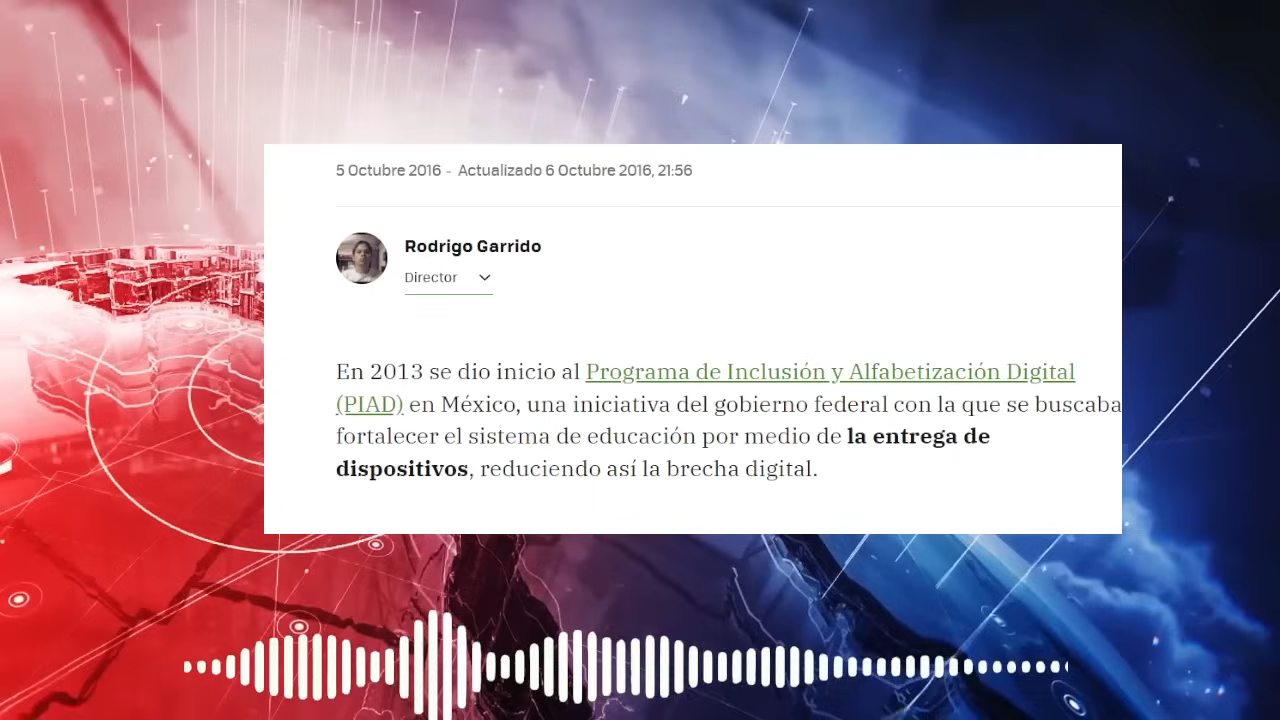 5 Octubre 2016 - Actualizado 6 Octubre 2016, 21:56
Rodrigo Garrido
Director
En 2013 se dio inicio al Programa de Inclusión y Alfabetización Digital
(PIAD) en México, una iniciativa del gobierno federal con la que se buscaba
fortalecer el sistema de educación por medio de la entrega de
dispositivos, reduciendo así la brecha digital.